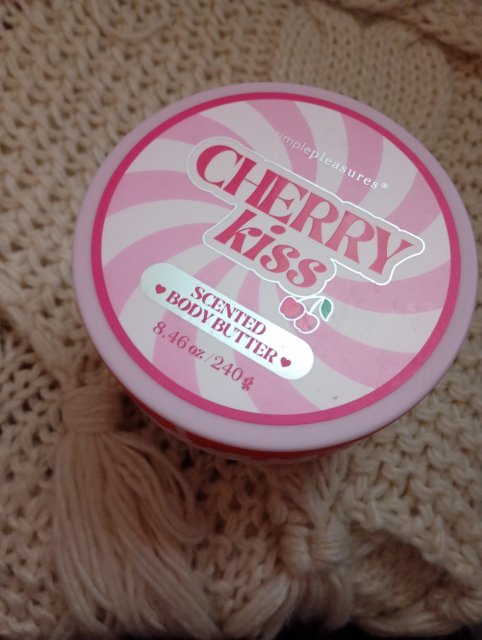 simplepleasures®
CHERRY
kiss
SCENTED
♥ BODY BUTTER ♥
8.46 oz / 240 g